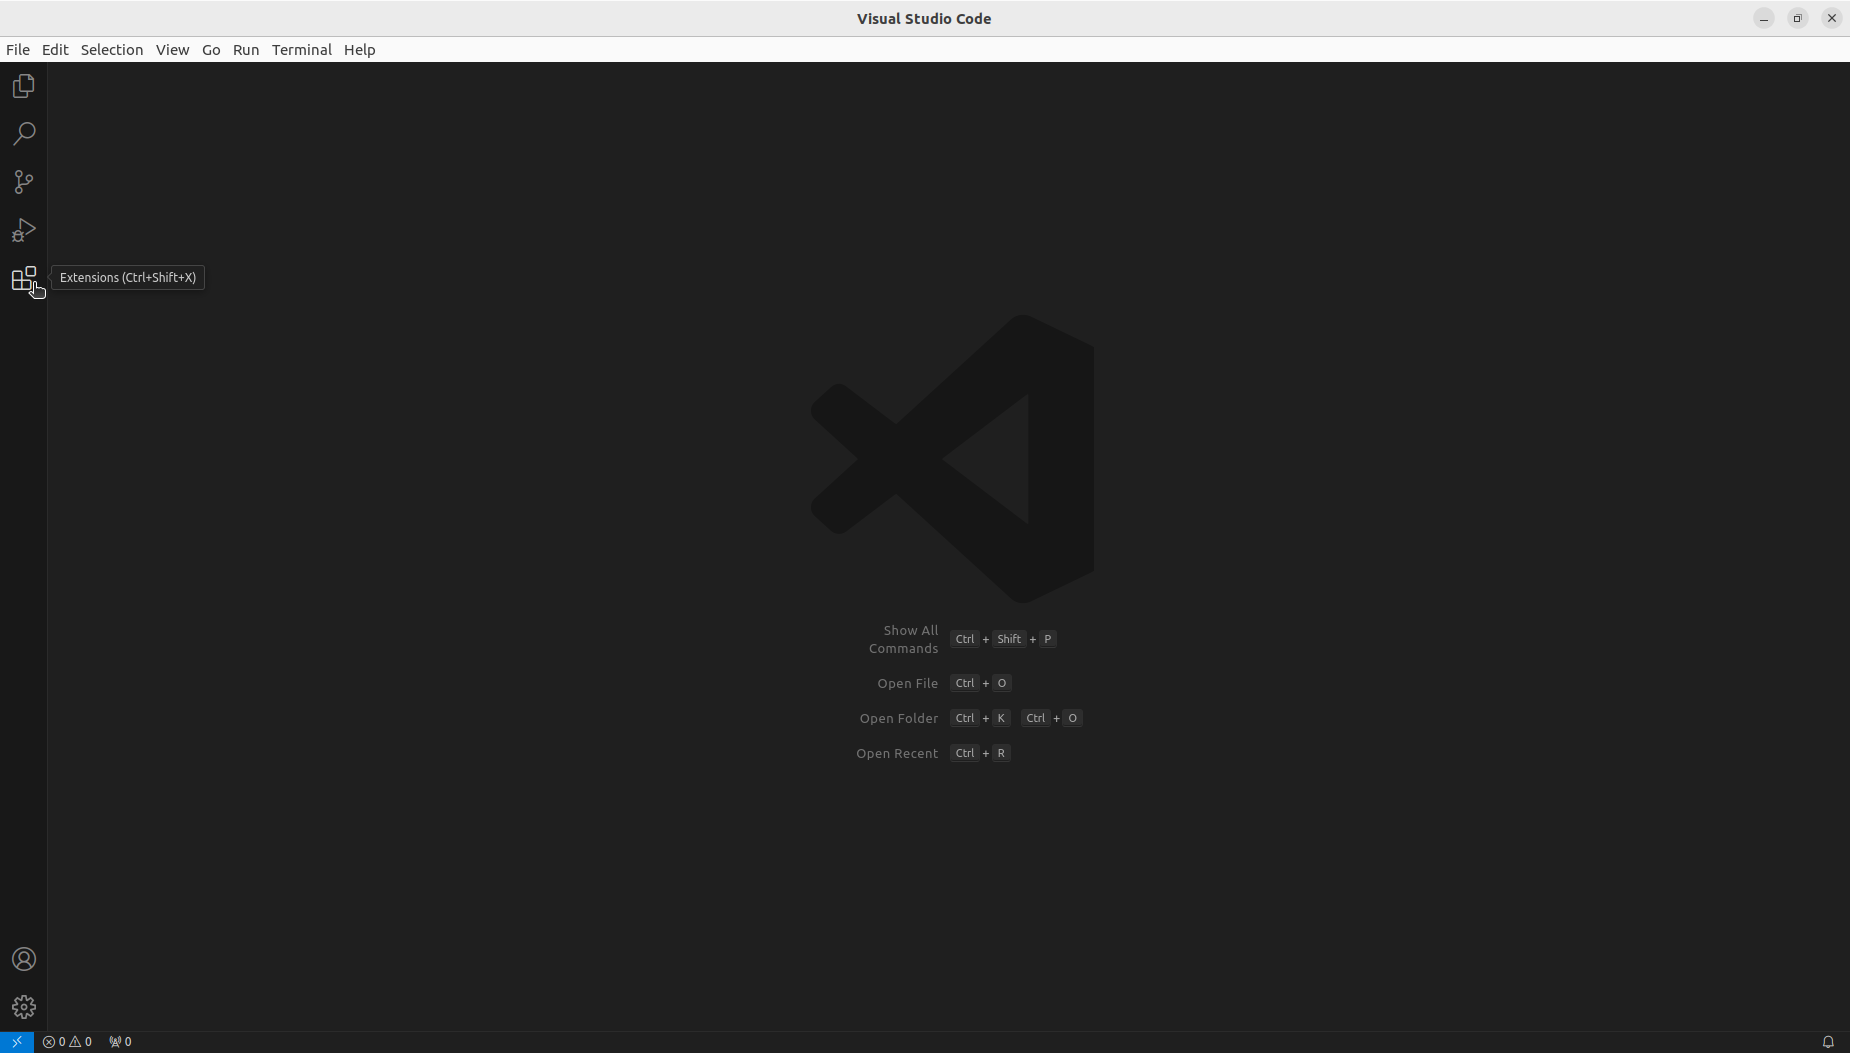 Visual Studio Code
File Edit Selection View Go Run Terminal Help
Extensions (Ctrl+Shift+X)
Show All
Commands
Ctrl + Shift + P
Open File Ctrl + O
Open Folder Ctrl + K Ctrl + O
Open Recent Ctrl + R
0 0 0